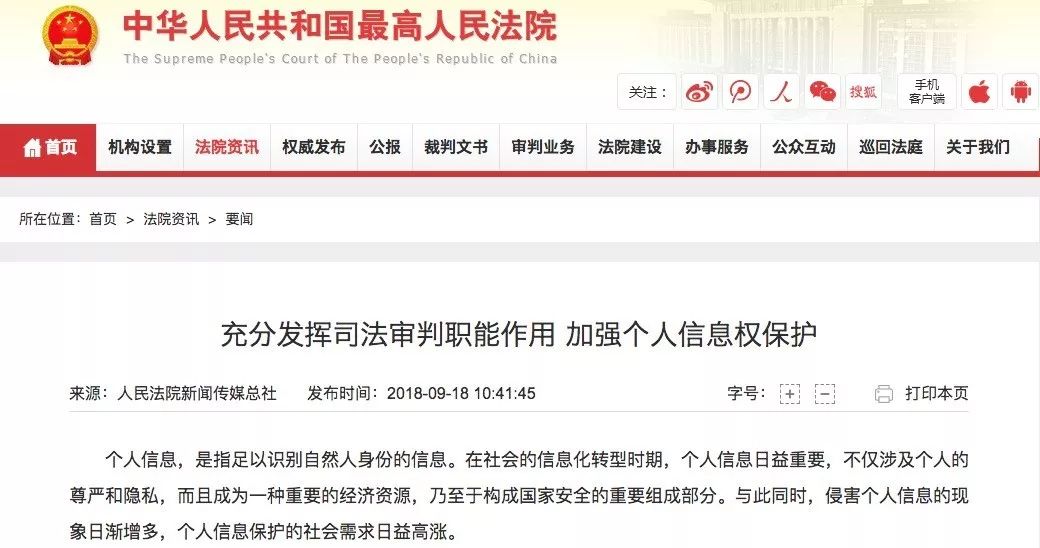 中华人民共和国最高人民法院
The Supreme People's Court of The People's Republic of China
关注： 搜狐 手机
客户端
首页 机构设置 法院资讯 权威发布 公报 裁判文书 审判业务 法院建设 办事服务 公众互动 巡回法庭 关于我们
所在位置：首页 > 法院资讯 > 要闻
充分发挥司法审判职能作用 加强个人信息权保护
来源：人民法院新闻传媒总社 发布时间：2018-09-18 10:41:45 字号： + - 打印本页
个人信息，是指足以识别自然人身份的信息。在社会的信息化转型时期，个人信息日益重要，不仅涉及个人的
尊严和隐私，而且成为一种重要的经济资源，乃至于构成国家安全的重要组成部分。与此同时，侵害个人信息的现
象日渐增多，个人信息保护的社会需求日益高涨。